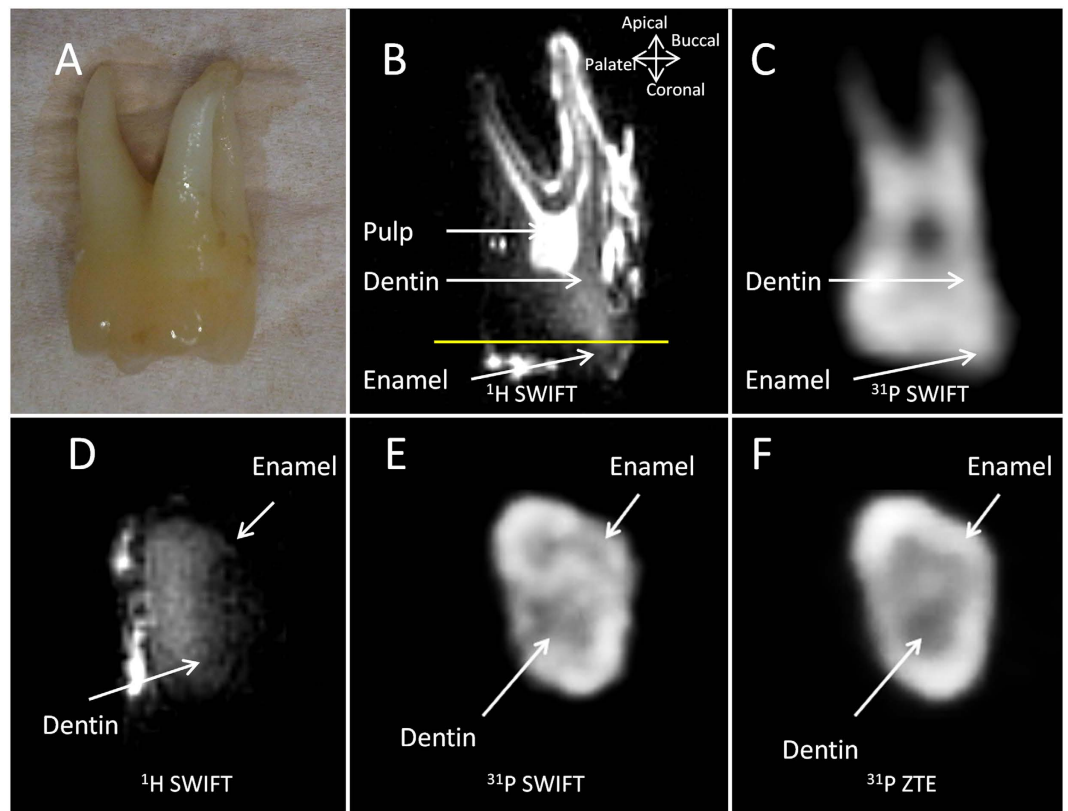 A
B
Apical
Buccal
Palatel
Coronal
Pulp
Dentin
Enamel
¹H SWIFT
C
Dentin
Enamel
³¹P SWIFT
D
Enamel
Dentin
¹H SWIFT
E
Enamel
Dentin
³¹P SWIFT
F
Enamel
Dentin
³¹P ZTE